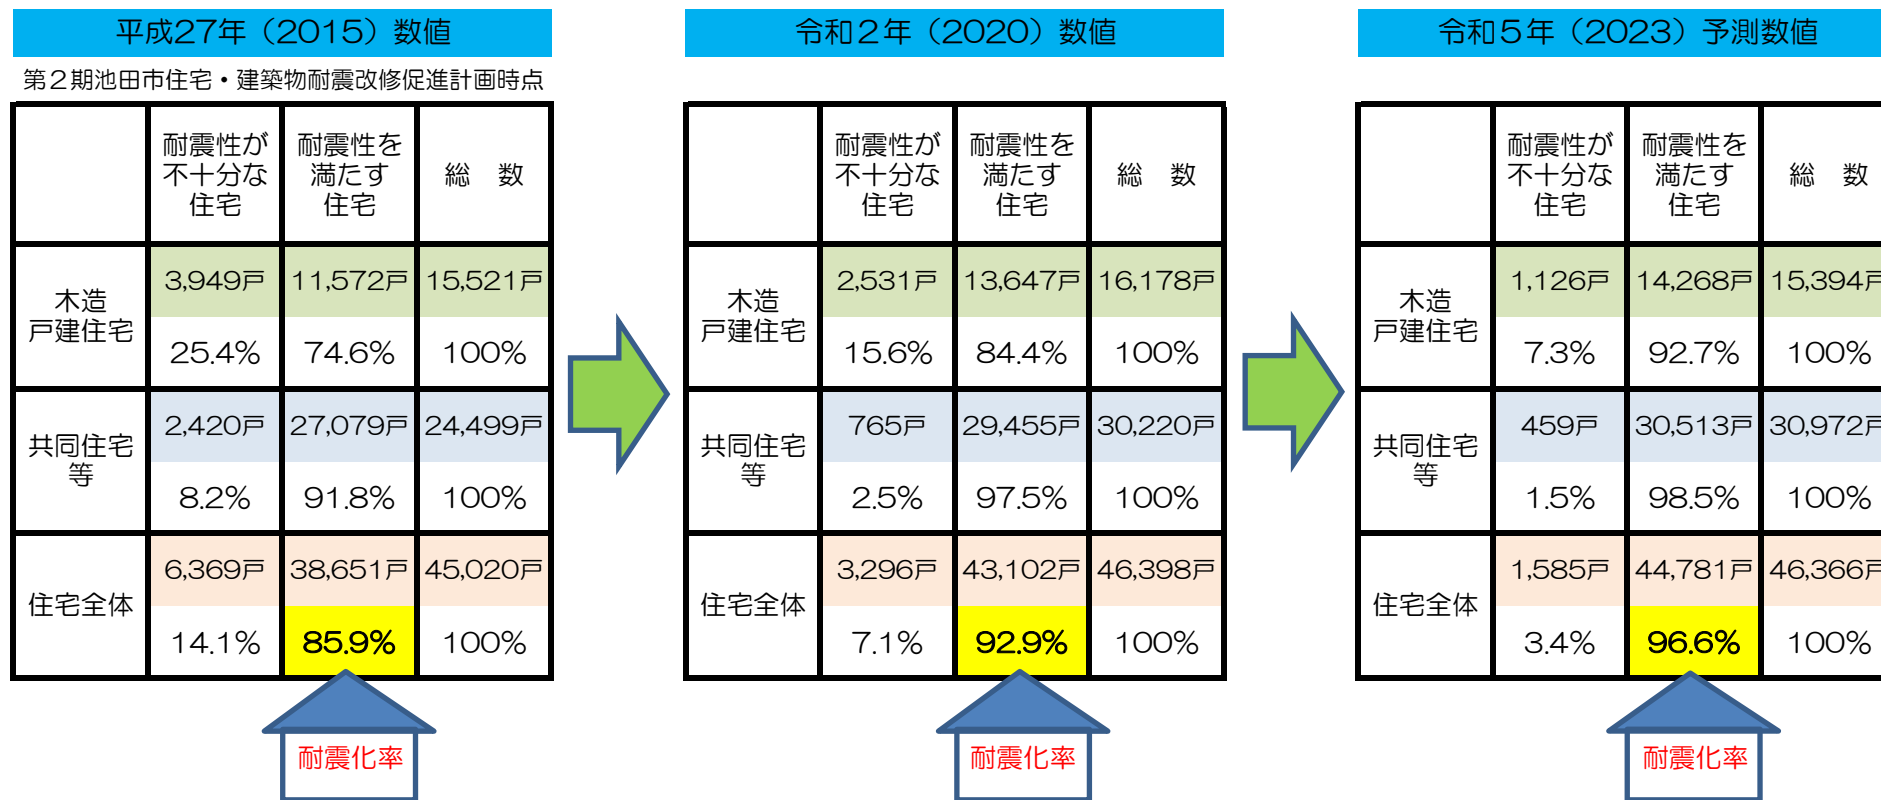 平成27年（2015）数値
第２期池田市住宅・建築物耐震改修促進計画時点
耐震性が
不十分な
住宅
耐震性を
満たす
住宅
総　数
木造
戸建住宅
3,949戸 11,572戸 15,521戸
25.4% 74.6% 100%
共同住宅
等
2,420戸 27,079戸 24,499戸
8.2% 91.8% 100%
住宅全体
6,369戸 38,651戸 45,020戸
14.1% 85.9% 100%
耐震化率
令和２年（2020）数値
耐震性が
不十分な
住宅
耐震性を
満たす
住宅
総　数
木造
戸建住宅
2,531戸 13,647戸 16,178戸
15.6% 84.4% 100%
共同住宅
等
765戸 29,455戸 30,220戸
2.5% 97.5% 100%
住宅全体
3,296戸 43,102戸 46,398戸
7.1% 92.9% 100%
耐震化率
令和５年（2023）予測数値
耐震性が
不十分な
住宅
耐震性を
満たす
住宅
総　数
木造
戸建住宅
1,126戸 14,268戸 15,394戸
7.3% 92.7% 100%
共同住宅
等
459戸 30,513戸 30,972戸
1.5% 98.5% 100%
住宅全体
1,585戸 44,781戸 46,366戸
3.4% 96.6% 100%
耐震化率